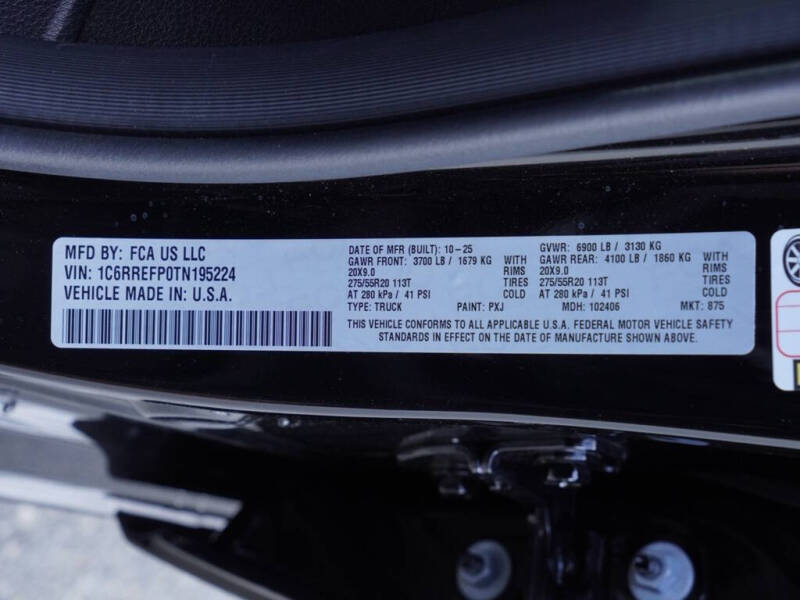 MFD BY: FCA US LLC
VIN: 1C6RREFP0TN195224
VEHICLE MADE IN: U.S.A.
DATE OF MFR (BUILT): 10-25 GVWR: 6900 LB / 3130 KG
GAWR FRONT: 3700 LB / 1679 KG WITH GAWR REAR: 4100 LB / 1860 KG WITH
20X9.0 RIMS 20X9.0 RIMS
275/55R20 113T TIRES 275/55R20 113T TIRES
AT 280 kPa / 41 PSI COLD AT 280 kPa / 41 PSI COLD
TYPE: TRUCK PAINT: PXJ MDH: 102406 MKT: 875
THIS VEHICLE CONFORMS TO ALL APPLICABLE U.S.A. FEDERAL MOTOR VEHICLE SAFETY
STANDARDS IN EFFECT ON THE DATE OF MANUFACTURE SHOWN ABOVE.